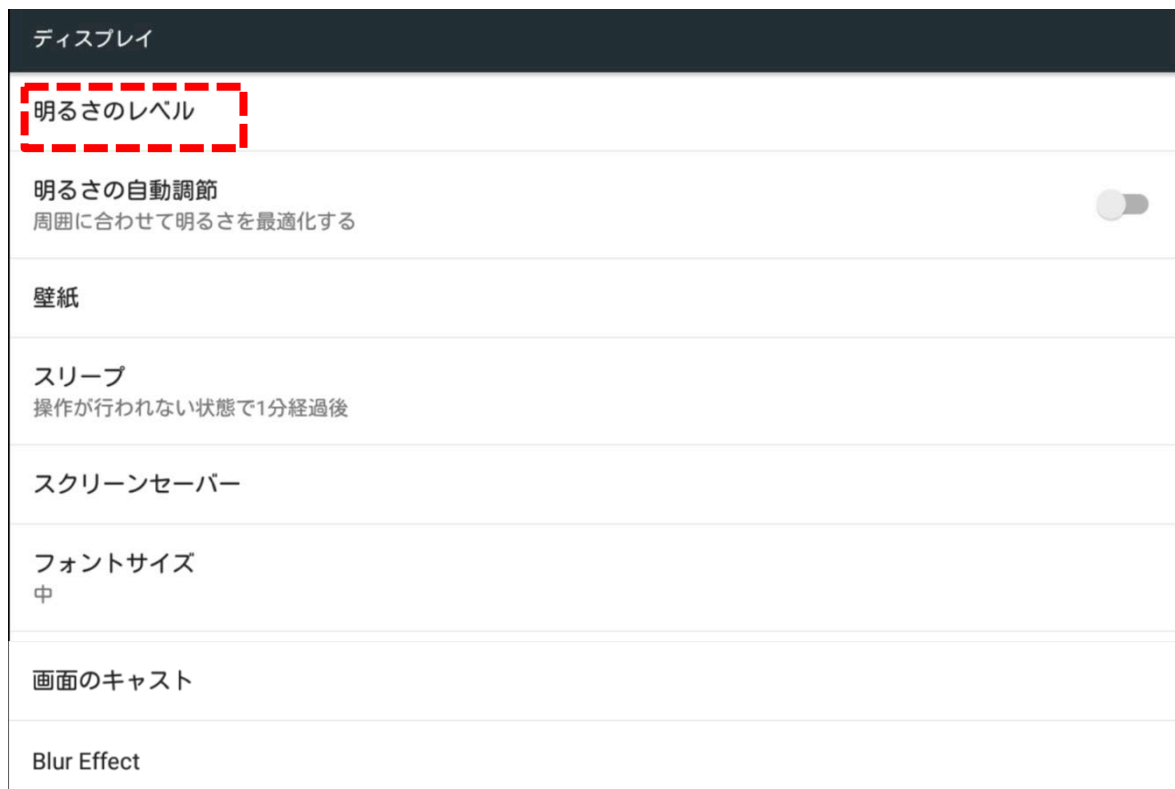 ディスプレイ
明るさのレベル
明るさの自動調節
周囲に合わせて明るさを最適化する
壁紙
スリープ
操作が行われない状態で1分経過後
スクリーンセーバー
フォントサイズ
中
画面のキャスト
Blur Effect